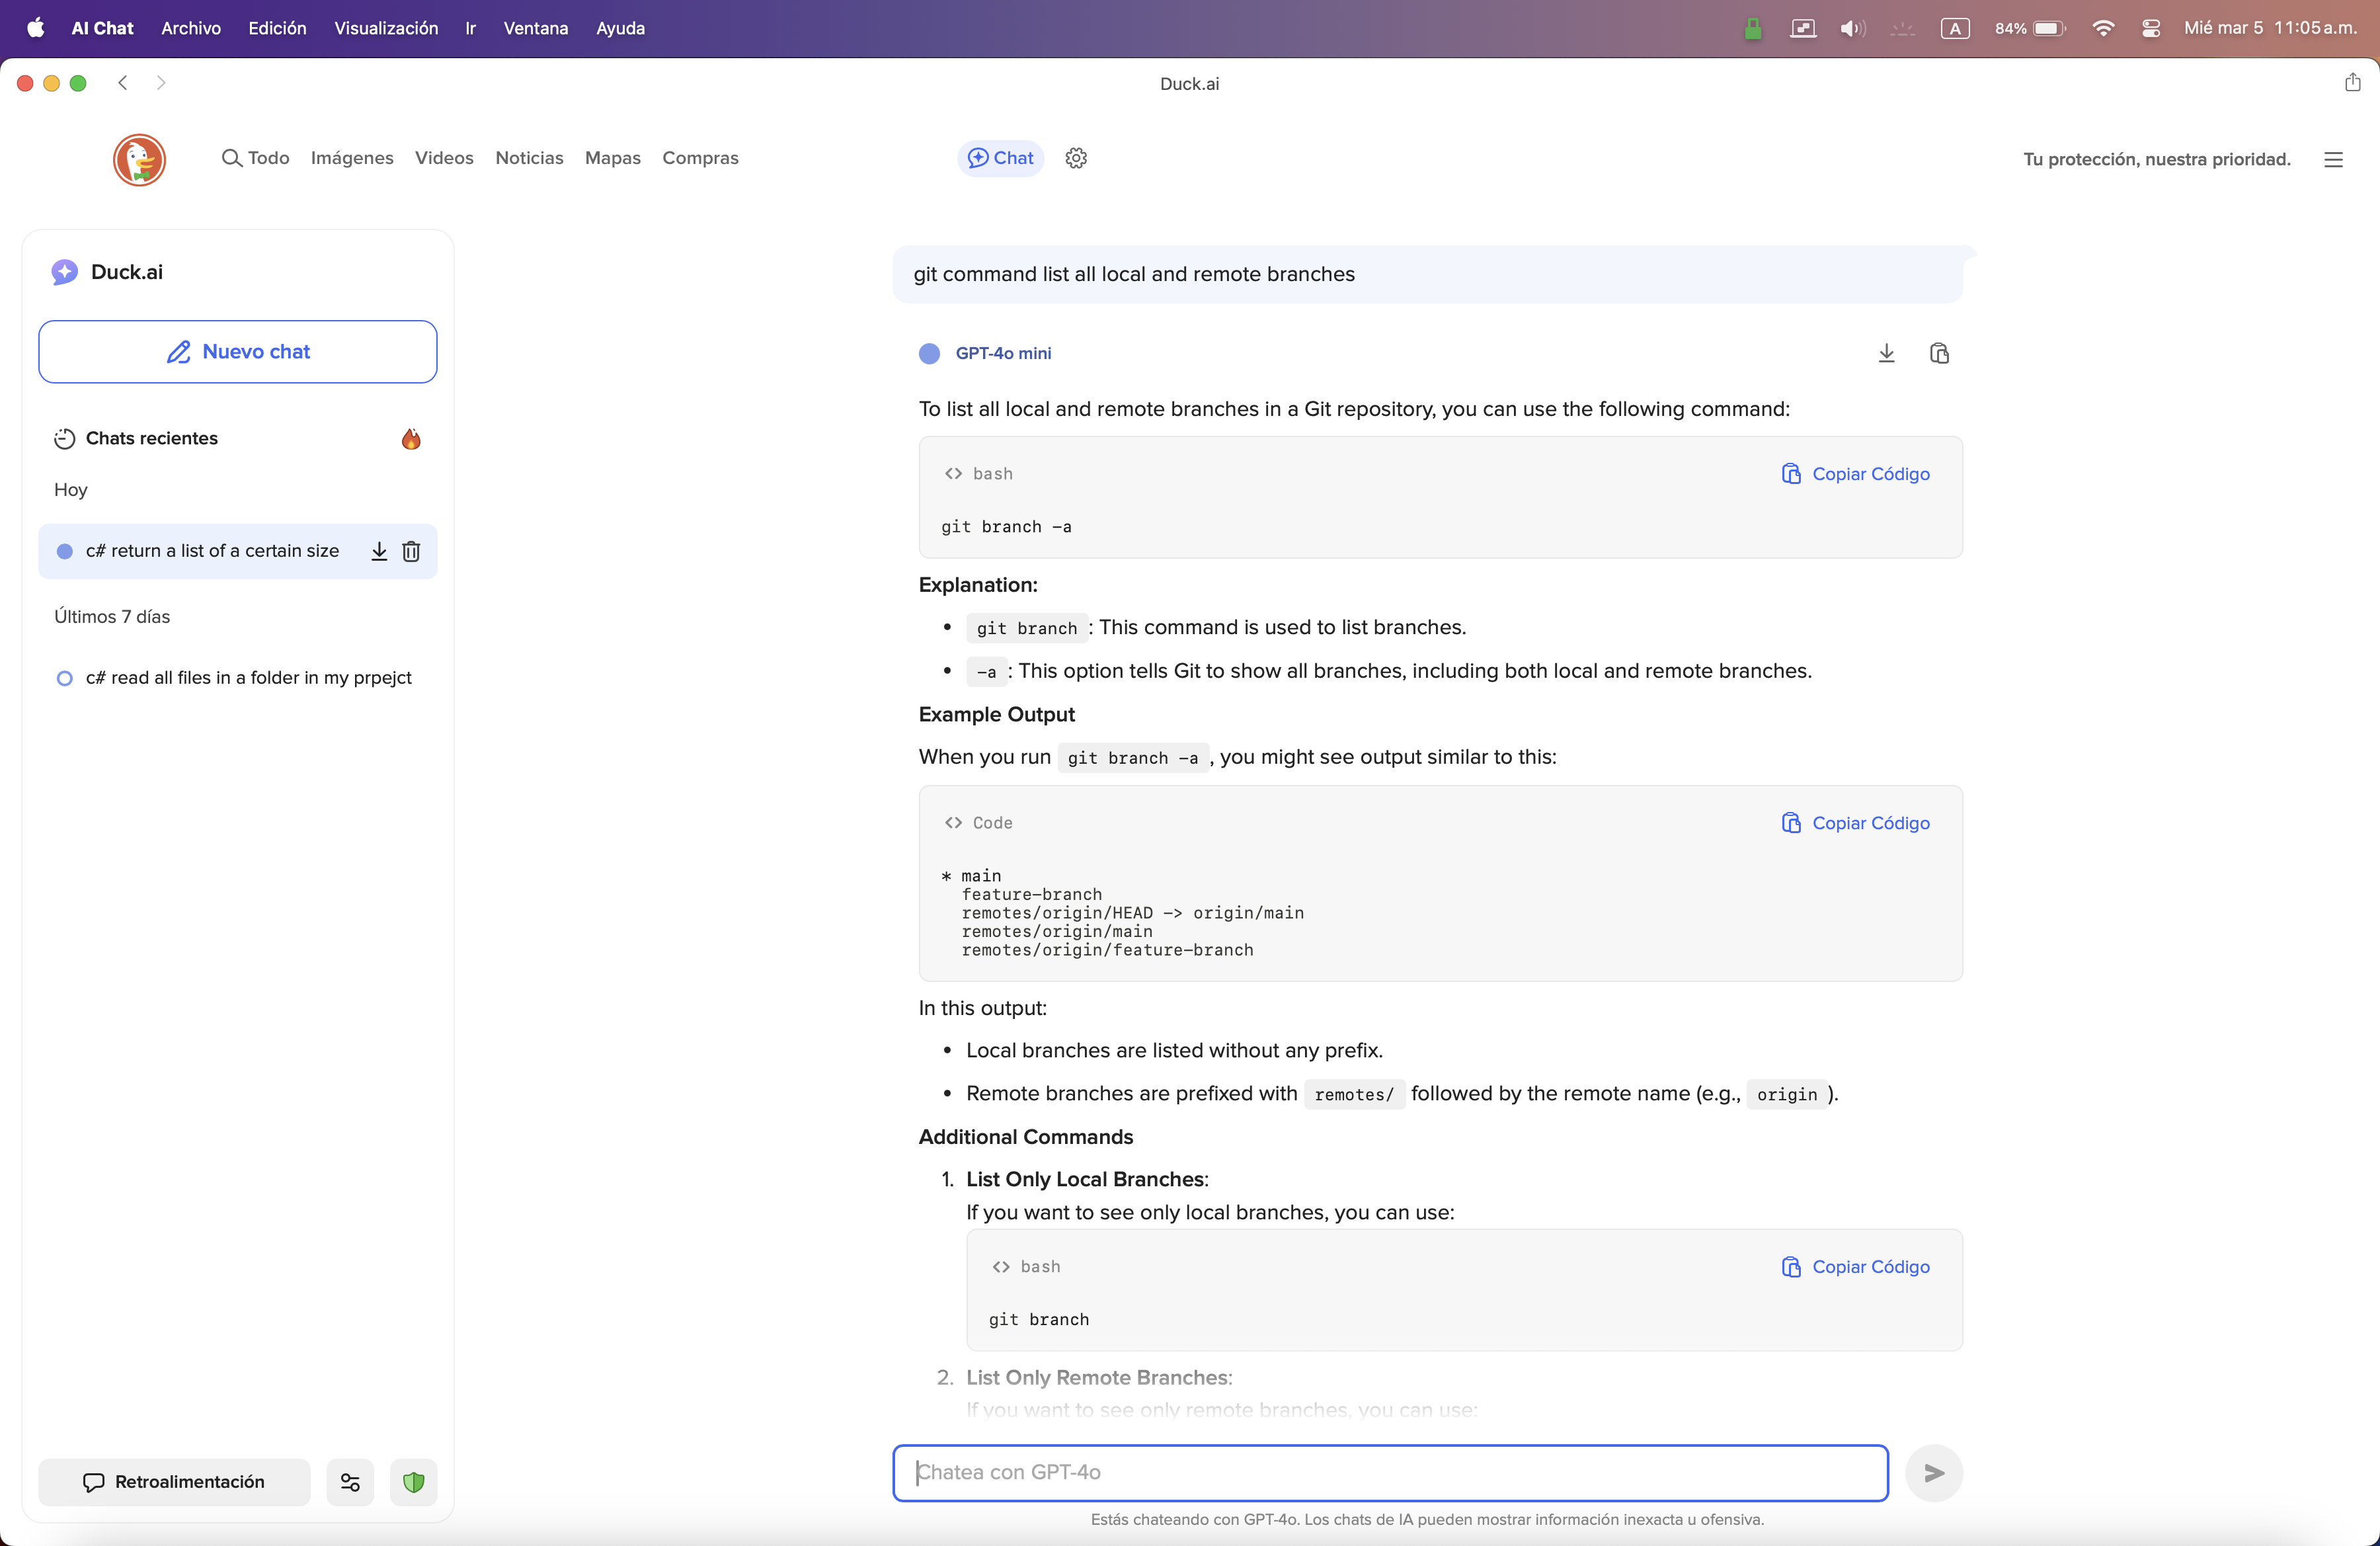 AI Chat Archivo Edición Visualización Ir Ventana Ayuda A 84% Mié mar 5 11:05 a.m.
Duck.ai
Todo Imágenes Videos Noticias Mapas Compras Chat Tu protección, nuestra prioridad.
Duck.ai
Nuevo chat
Chats recientes
Hoy
c# return a list of a certain size
Últimos 7 días
c# read all files in a folder in my prpejct
Retroalimentación
git command list all local and remote branches
GPT-4o mini
To list all local and remote branches in a Git repository, you can use the following command:
<> bash Copiar Código
git branch -a
Explanation:
• git branch : This command is used to list branches.
• -a : This option tells Git to show all branches, including both local and remote branches.
Example Output
When you run git branch -a , you might see output similar to this:
<> Code Copiar Código
* main
feature-branch
remotes/origin/HEAD -> origin/main
remotes/origin/main
remotes/origin/feature-branch
In this output:
• Local branches are listed without any prefix.
• Remote branches are prefixed with remotes/ followed by the remote name (e.g., origin ).
Additional Commands
1. List Only Local Branches:
If you want to see only local branches, you can use:
<> bash Copiar Código
git branch
2. List Only Remote Branches:
If you want to see only remote branches, you can use:
Chatea con GPT-4o
Estás chateando con GPT-4o. Los chats de IA pueden mostrar información inexacta u ofensiva.